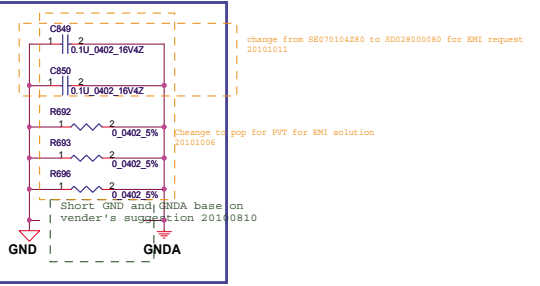 C849
1 2
0.1U_0402_16V4Z
change from SE070104Z80 to SD028000080 for EMI request
20101011
C850
1 2
0.1U_0402_16V4Z
R692
1 2
0_0402_5%
Cheange to pop for PVT for EMI solution
20101006
R693
1 2
0_0402_5%
R696
1 2
0_0402_5%
Short GND and GNDA base on
vender's suggestion 20100810
GND
GNDA